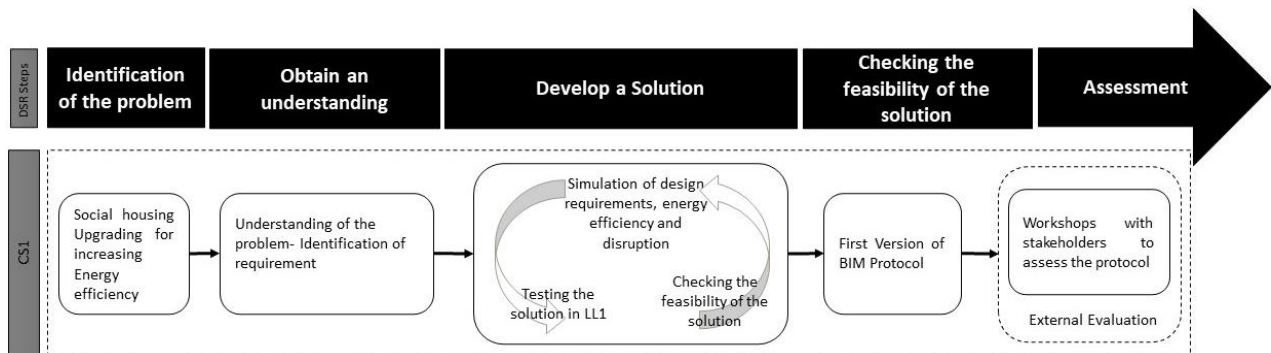 DSR Steps
Identification
of the problem
Obtain an
understanding
Develop a Solution
Checking the
feasibility of the
solution
Assessment
CS1
Social housing
Upgrading for
increasing
Energy
efficiency
Understanding of the
problem- Identification of
requirement
Simulation of design
requirements, energy
efficiency and
disruption
Testing the
solution in LL1
Checking the
feasibility of the
solution
First Version of
BIM Protocol
Workshops with
stakeholders to
assess the protocol
External Evaluation